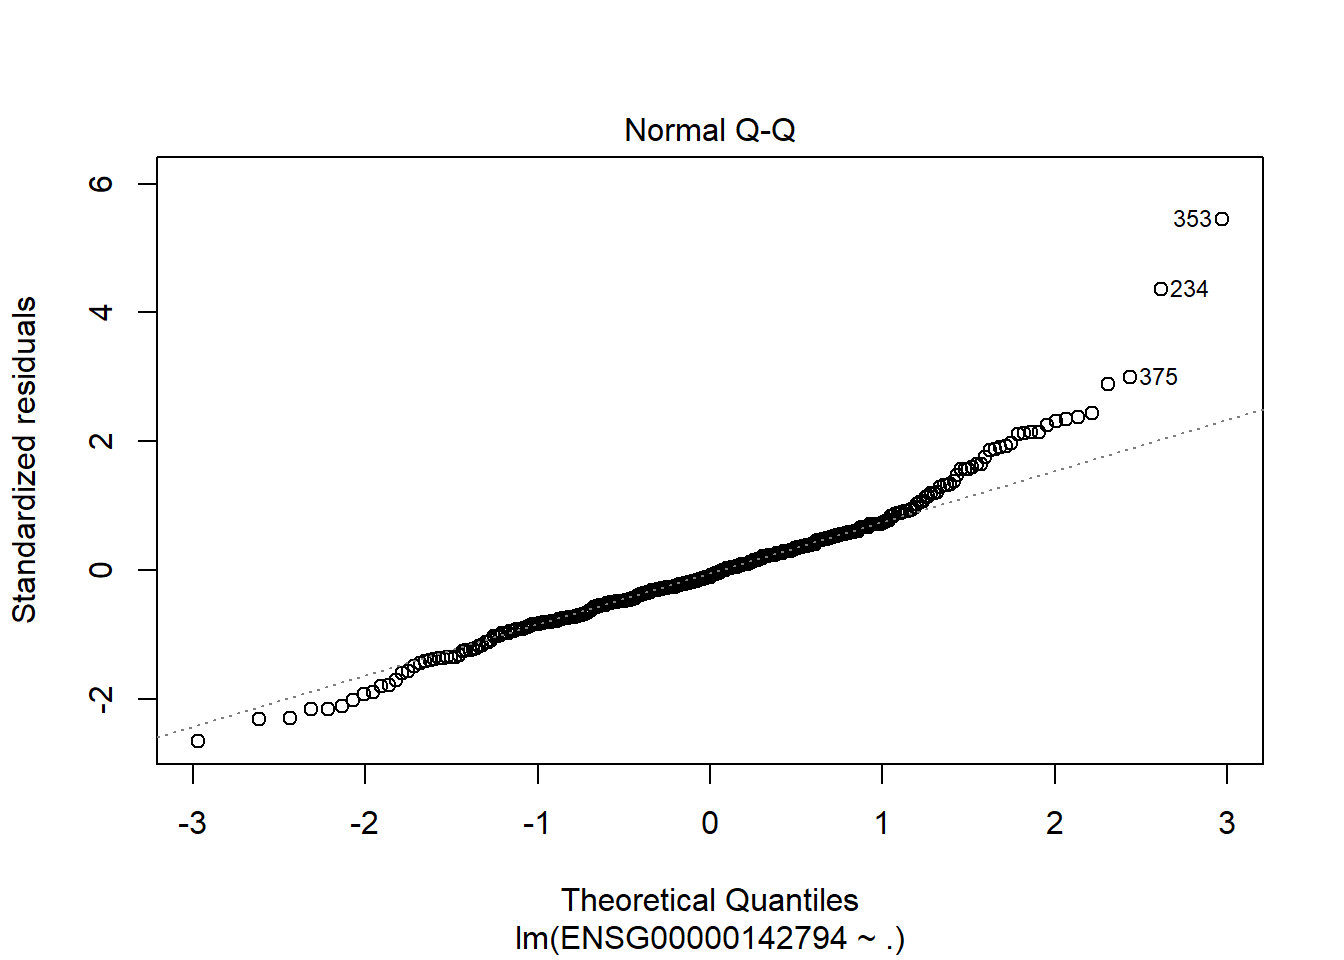 Normal Q-Q
Standardized residuals
6
4
2
0
-2
353
234
375
-3 -2 -1 0 1 2 3
Theoretical Quantiles
lm(ENSG00000142794 ~ .)